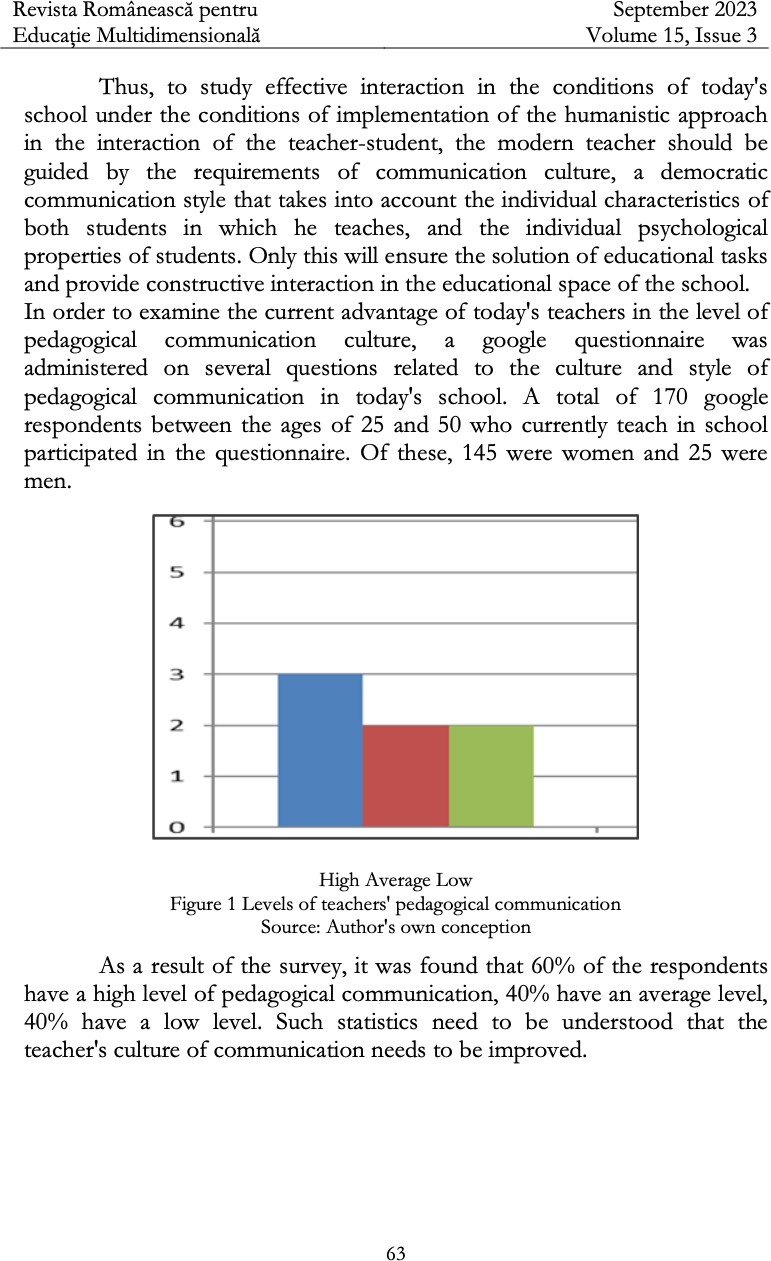 Revista Românească pentru September 2023
Educaţie Multidimensională Volume 15, Issue 3
Thus, to study effective interaction in the conditions of today's
school under the conditions of implementation of the humanistic approach
in the interaction of the teacher-student, the modern teacher should be
guided by the requirements of communication culture, a democratic
communication style that takes into account the individual characteristics of
both students in which he teaches, and the individual psychological
properties of students. Only this will ensure the solution of educational tasks
and provide constructive interaction in the educational space of the school.
In order to examine the current advantage of today's teachers in the level of
pedagogical communication culture, a google questionnaire was
administered on several questions related to the culture and style of
pedagogical communication in today's school. A total of 170 google
respondents between the ages of 25 and 50 who currently teach in school
participated in the questionnaire. Of these, 145 were women and 25 were
men.
6
5
4
3
2
1
0
High Average Low
Figure 1 Levels of teachers' pedagogical communication
Source: Author's own conception
As a result of the survey, it was found that 60% of the respondents
have a high level of pedagogical communication, 40% have an average level,
40% have a low level. Such statistics need to be understood that the
teacher's culture of communication needs to be improved.
63